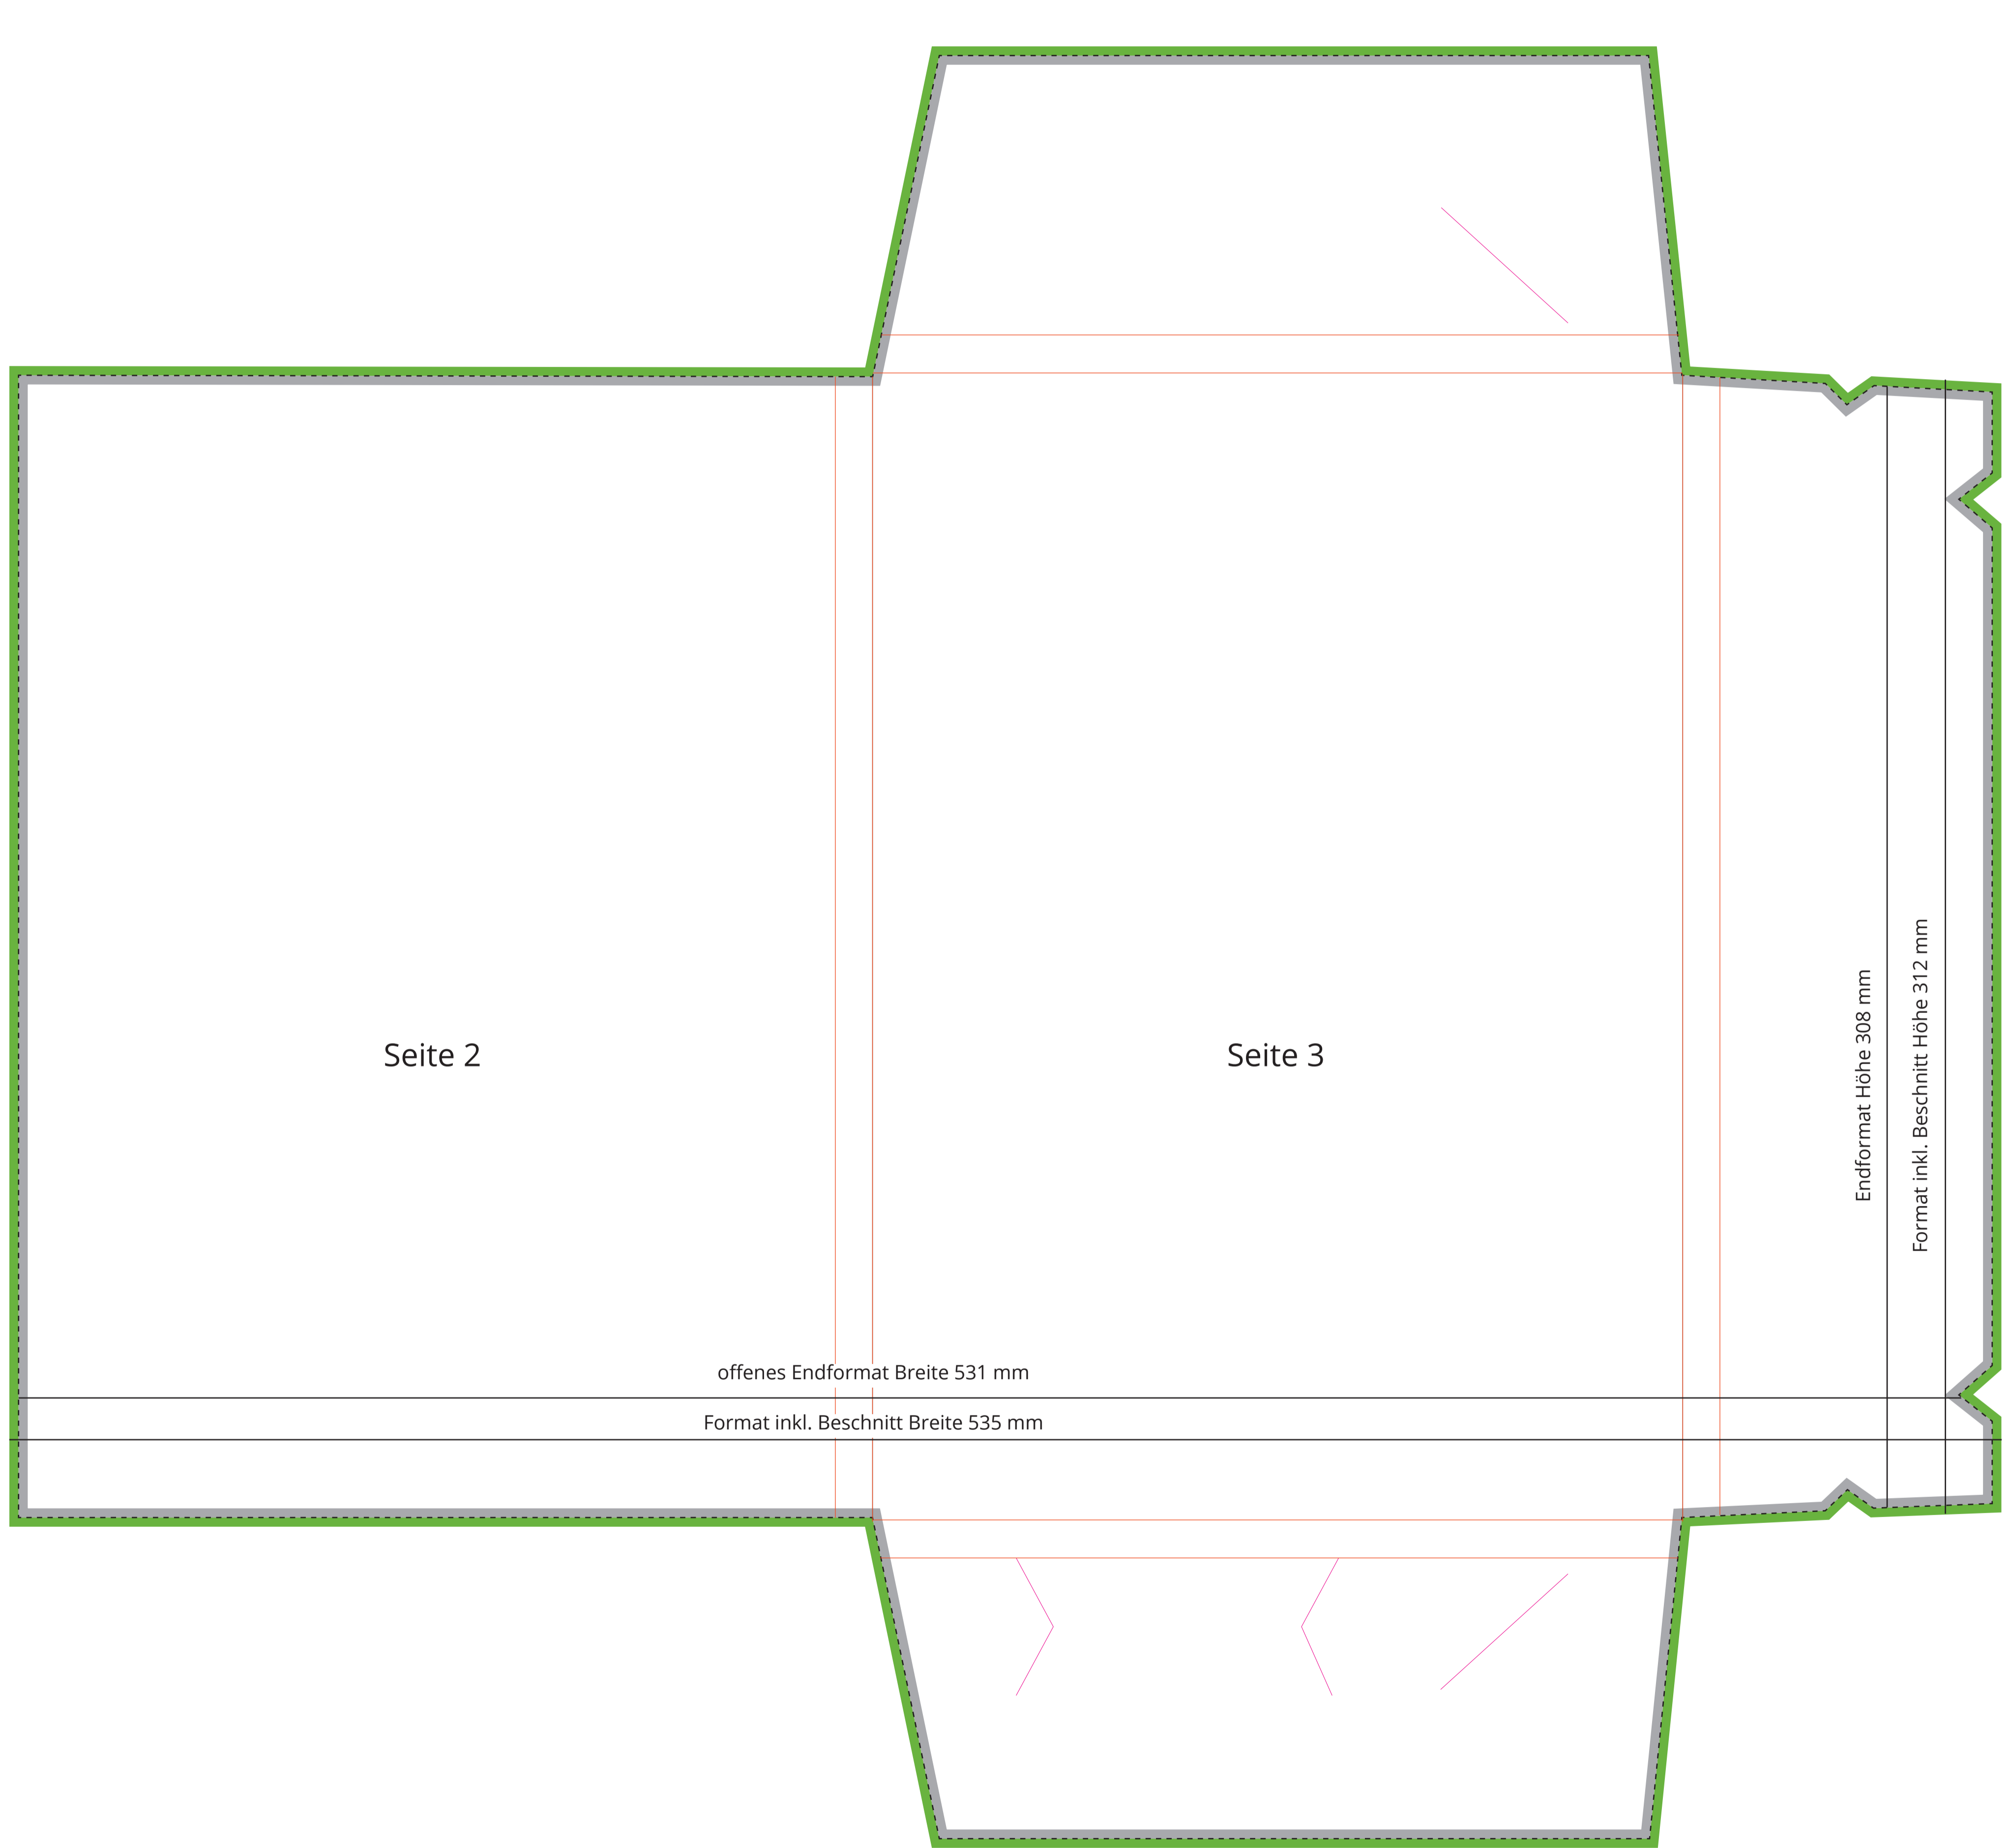 Seite 2
Seite 3
Endformat Höhe 308 mm
Format inkl. Beschnitt Höhe 312 mm
offenes Endformat Breite 531 mm
Format inkl. Beschnitt Breite 535 mm